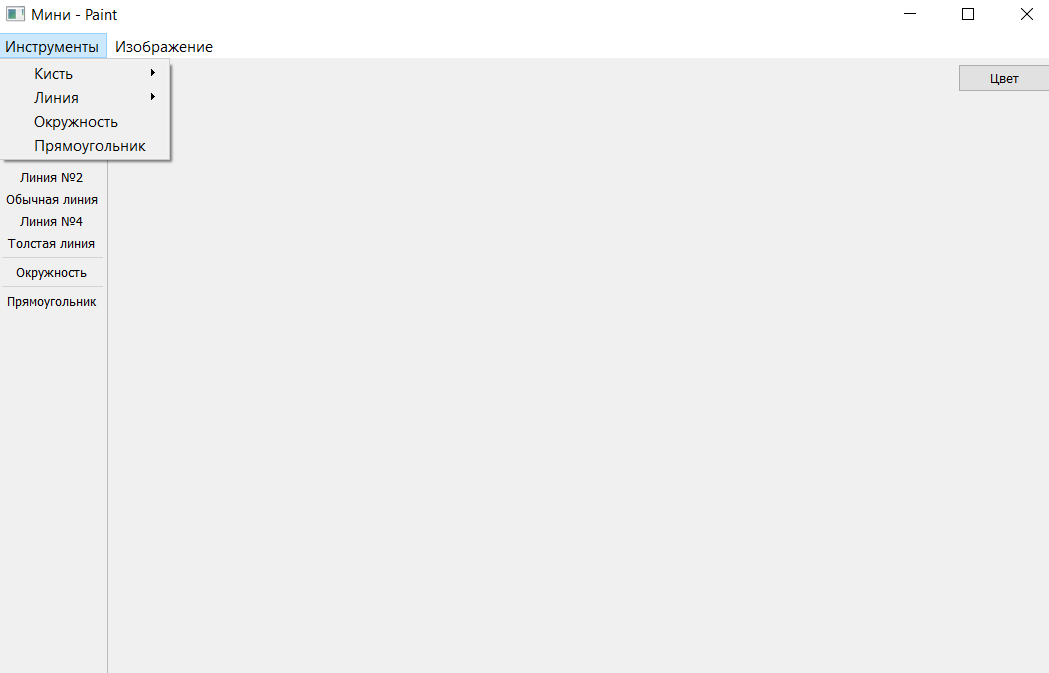 Мини - Paint
Инструменты Изображение
Кисть
Линия
Окружность
Прямоугольник
Цвет
Линия №2
Обычная линия
Линия №4
Толстая линия
Окружность
Прямоугольник